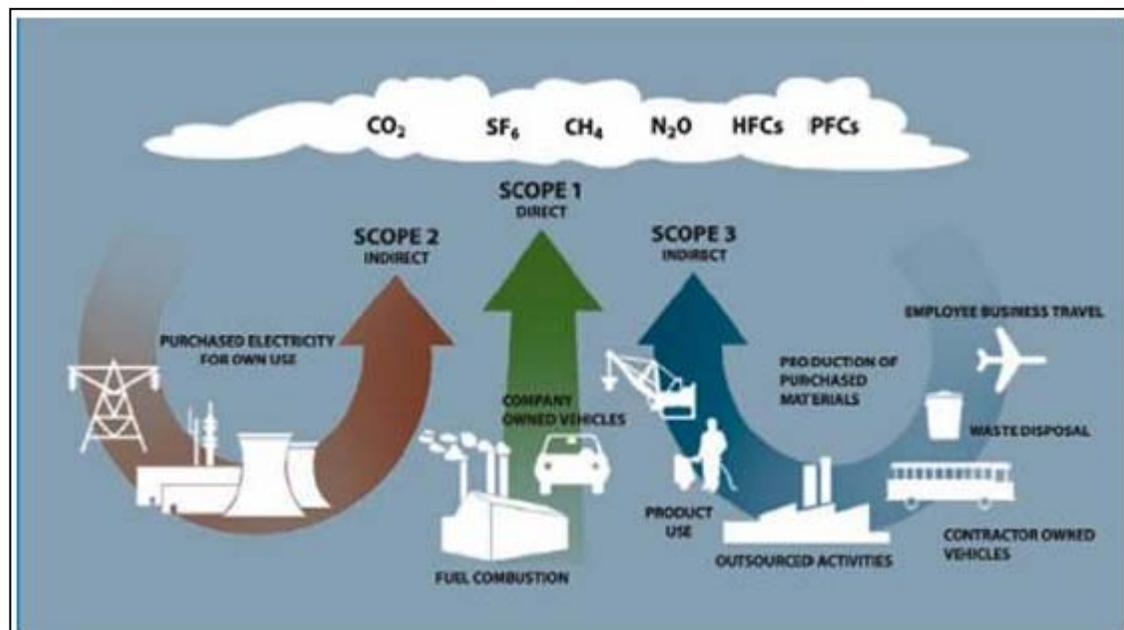 CO₂ SF₆ CH₄ N₂O HFCs PFCs
SCOPE 1
DIRECT
SCOPE 2
INDIRECT
SCOPE 3
INDIRECT
PURCHASED ELECTRICITY
FOR OWN USE
COMPANY
OWNED VEHICLES
FUEL COMBUSTION
EMPLOYEE BUSINESS TRAVEL
PRODUCTION OF
PURCHASED
MATERIALS
WASTE DISPOSAL
PRODUCT
USE
OUTSOURCED ACTIVITIES
CONTRACTOR OWNED
VEHICLES